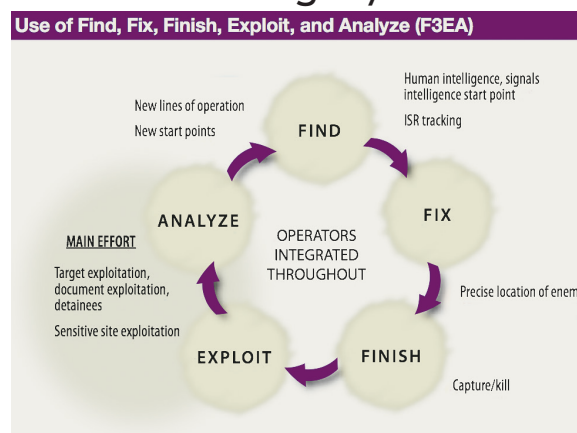 Use of Find, Fix, Finish, Exploit, and Analyze (F3EA)
Human intelligence, signals
intelligence start point
ISR tracking
New lines of operation
New start points
FIND
FIX
ANALYZE
OPERATORS
INTEGRATED
THROUGHOUT
MAIN EFFORT
Target exploitation,
document exploitation,
detainees
Sensitive site exploitation
Precise location of
EXPLOIT
FINISH
Capture/kill